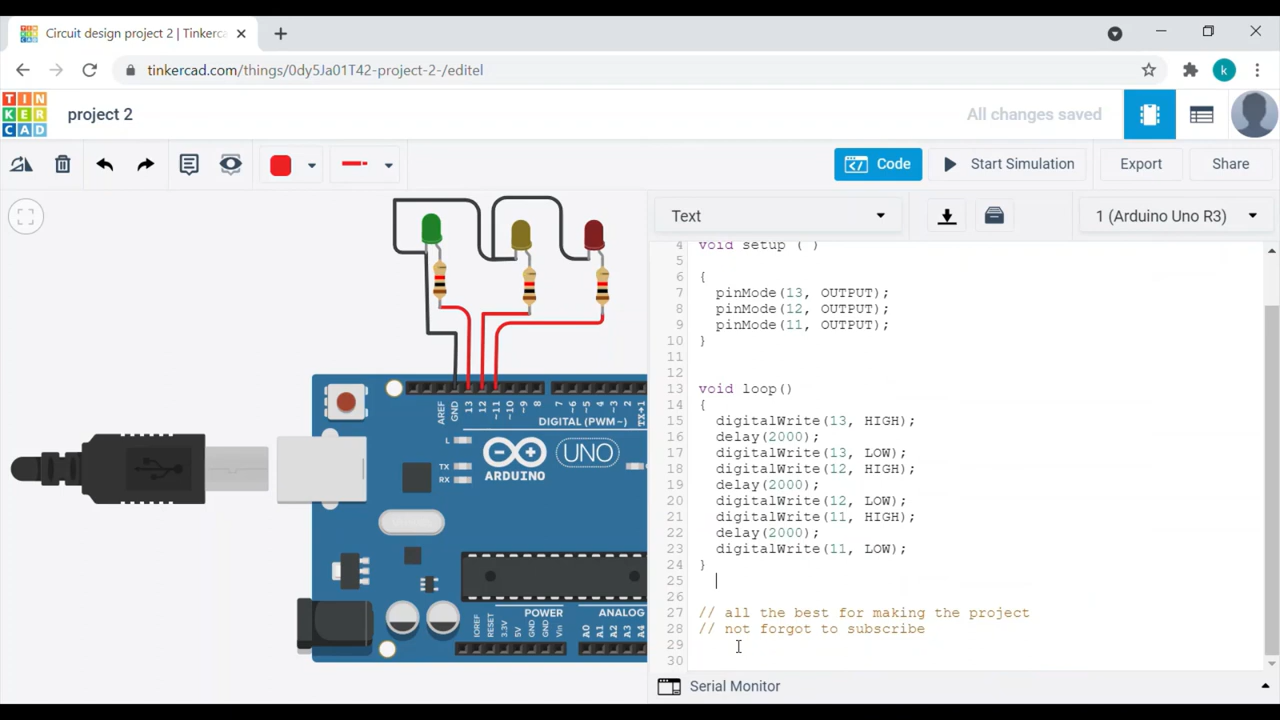 Circuit design project 2 | Tinkerca
tinkercad.com/things/0dy5Ja01T42-project-2-/editel
k
TIN
KER
CAD
project 2
All changes saved
Code
Start Simulation
Export
Share
Text
1 (Arduino Uno R3)
4 void setup ( )
5
6 {
7 pinMode(13, OUTPUT);
8 pinMode(12, OUTPUT);
9 pinMode(11, OUTPUT);
10 }
11
12
13 void loop()
14 {
15 digitalWrite(13, HIGH);
16 delay(2000);
17 digitalWrite(13, LOW);
18 digitalWrite(12, HIGH);
19 delay(2000);
20 digitalWrite(12, LOW);
21 digitalWrite(11, HIGH);
22 delay(2000);
23 digitalWrite(11, LOW);
24 }
25
26
27 // all the best for making the project
28 // not forgot to subscribe
29
30
Serial Monitor
AREF
GND
13
12
~11
~10
~9
8
7
~6
~5
4
~3
2
TX→1
DIGITAL (PWM~)
L
TX
RX
UNO
ARDUINO
POWER
ANALOG
IOREF
RESET
3.3V
5V
GND
GND
Vin
A0
A1
A2
A3
A4